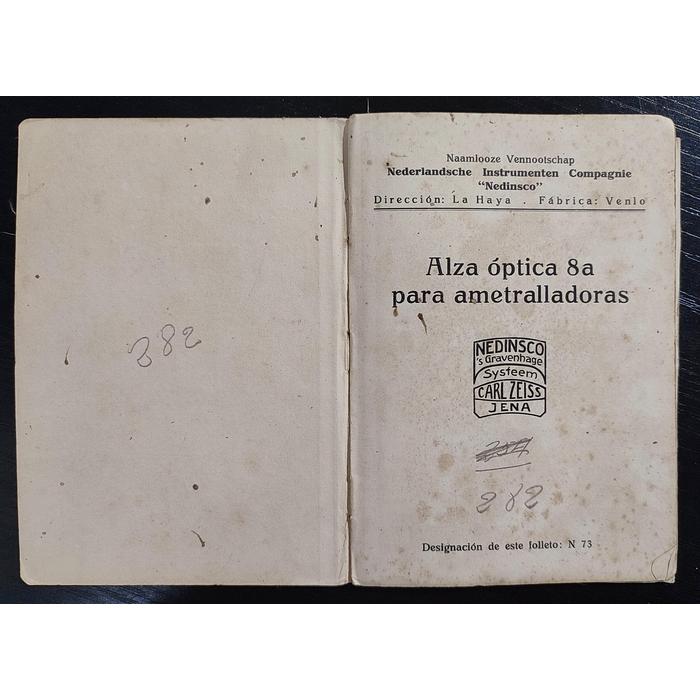 382
Naamlooze Vennootschap
Nederlandsche Instrumenten Compagnie
“Nedinsco”
Dirección: La Haya . Fábrica: Venlo
Alza óptica 8a
para ametralladoras
NEDINSCO
's Gravenhage
Systeem
CARL ZEISS
JENA
282
Designación de este folleto: N 73